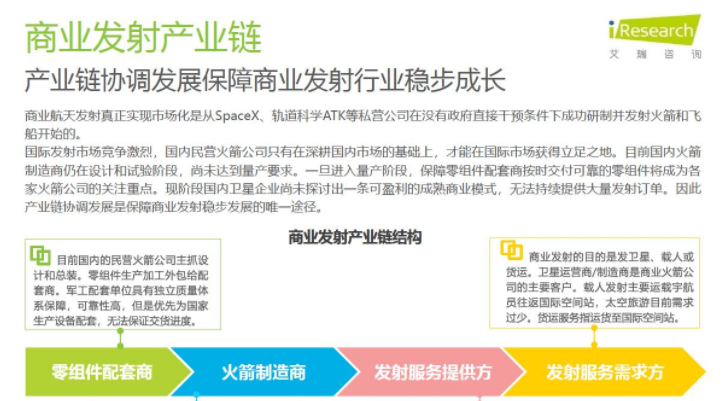 商业发射产业链
iResearch
艾 瑞 咨 询
产业链协调发展保障商业发射行业稳步成长
商业航天发射真正实现市场化是从SpaceX、轨道科学ATK等私营公司在没有政府直接干预条件下成功研制并发射火箭和飞
船开始的。
国际发射市场竞争激烈，国内民营火箭公司只有在深耕国内市场的基础上，才能在国际市场获得立足之地。目前国内火箭
制造商仍在设计和试验阶段，尚未达到量产要求。一旦进入量产阶段，保障零组件配套商按时交付可靠的零组件将成为各
家火箭公司的关注重点。现阶段国内卫星企业尚未探讨出一条可盈利的成熟商业模式，无法持续提供大量发射订单。因此
产业链协调发展是保障商业发射稳步发展的唯一途径。
商业发射产业链结构
目前国内的民营火箭公司主抓设
计和总装。零组件生产加工外包给配
套商。军工配套单位具有独立质量体
系保障，可靠性高，但是优先为国家
生产设备配套，无法保证交货进度。
商业发射的目的是发卫星、载人或
货运。卫星运营商/制造商是商业火箭公
司的主要客户。载人发射主要运载宇航
员往返国际空间站，太空旅游目前需求
过少。货运服务指运货至国际空间站。
零组件配套商
火箭制造商
发射服务提供方
发射服务需求方